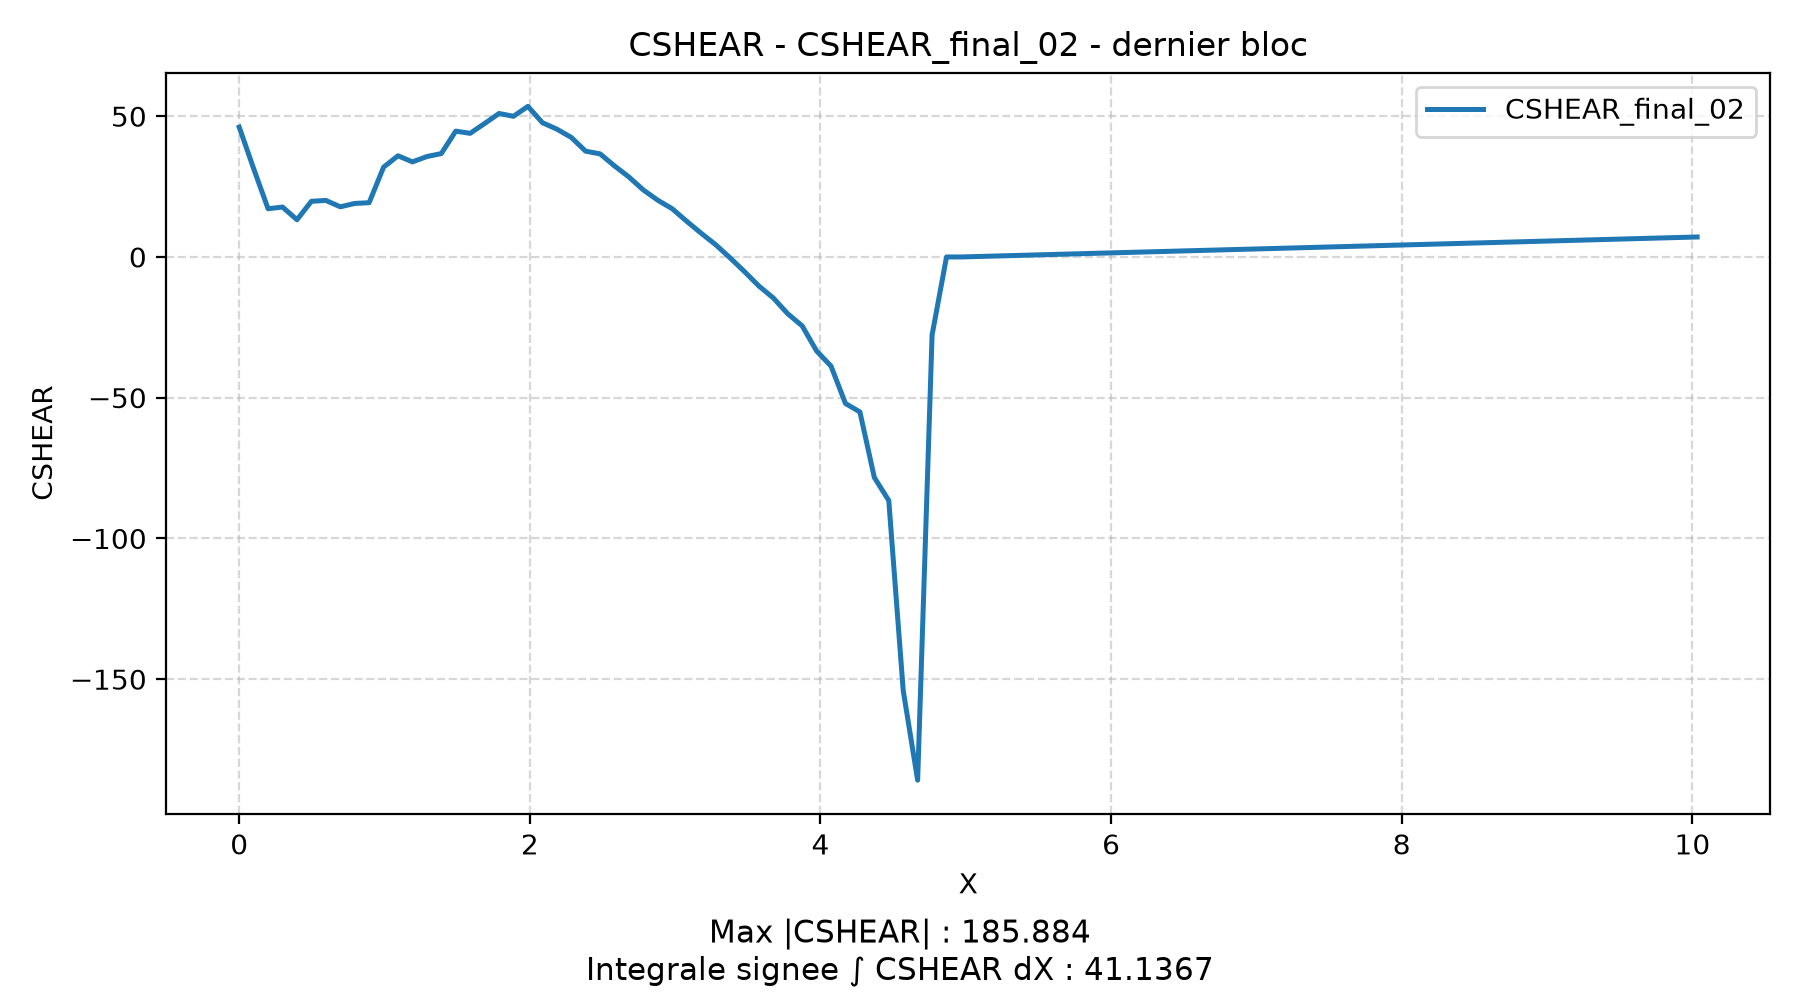 CSHEAR - CSHEAR_final_02 - dernier bloc
CSHEAR_final_02
50
0
−50
−100
−150
CSHEAR
0 2 4 6 8 10
X
Max |CSHEAR| : 185.884
Integrale signee ∫ CSHEAR dX : 41.1367